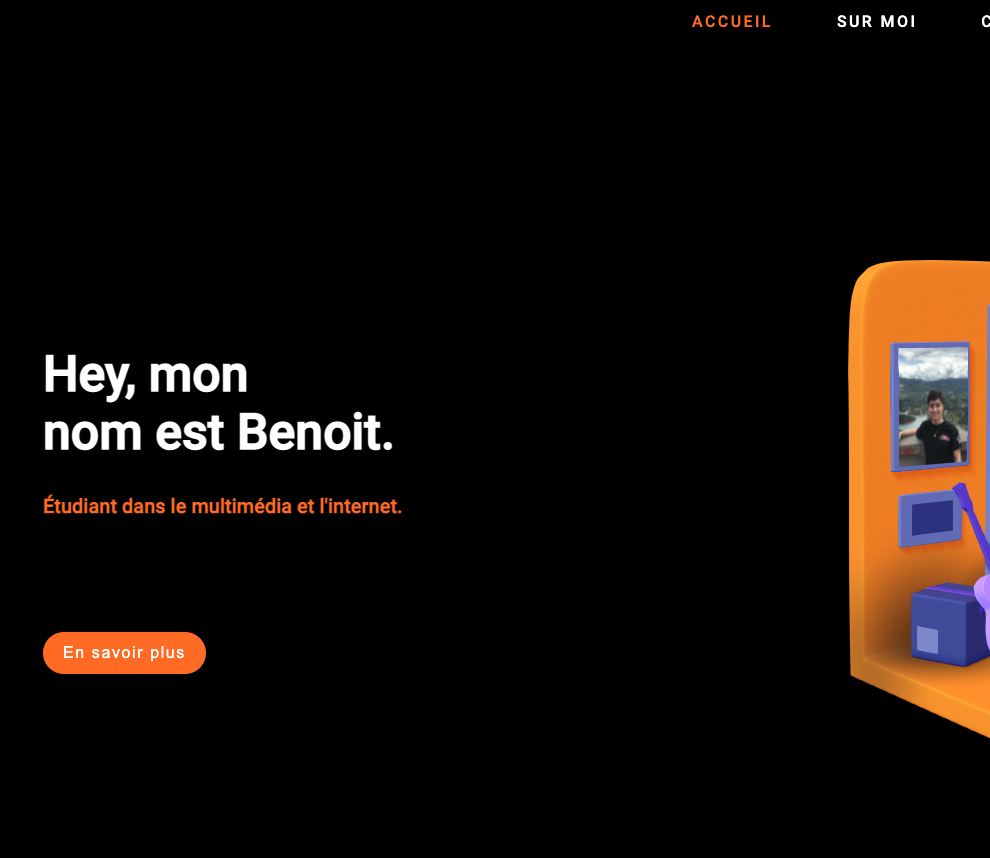 ACCUEIL
SUR MOI
Hey, mon
nom est Benoit.
Étudiant dans le multimédia et l'internet.
En savoir plus